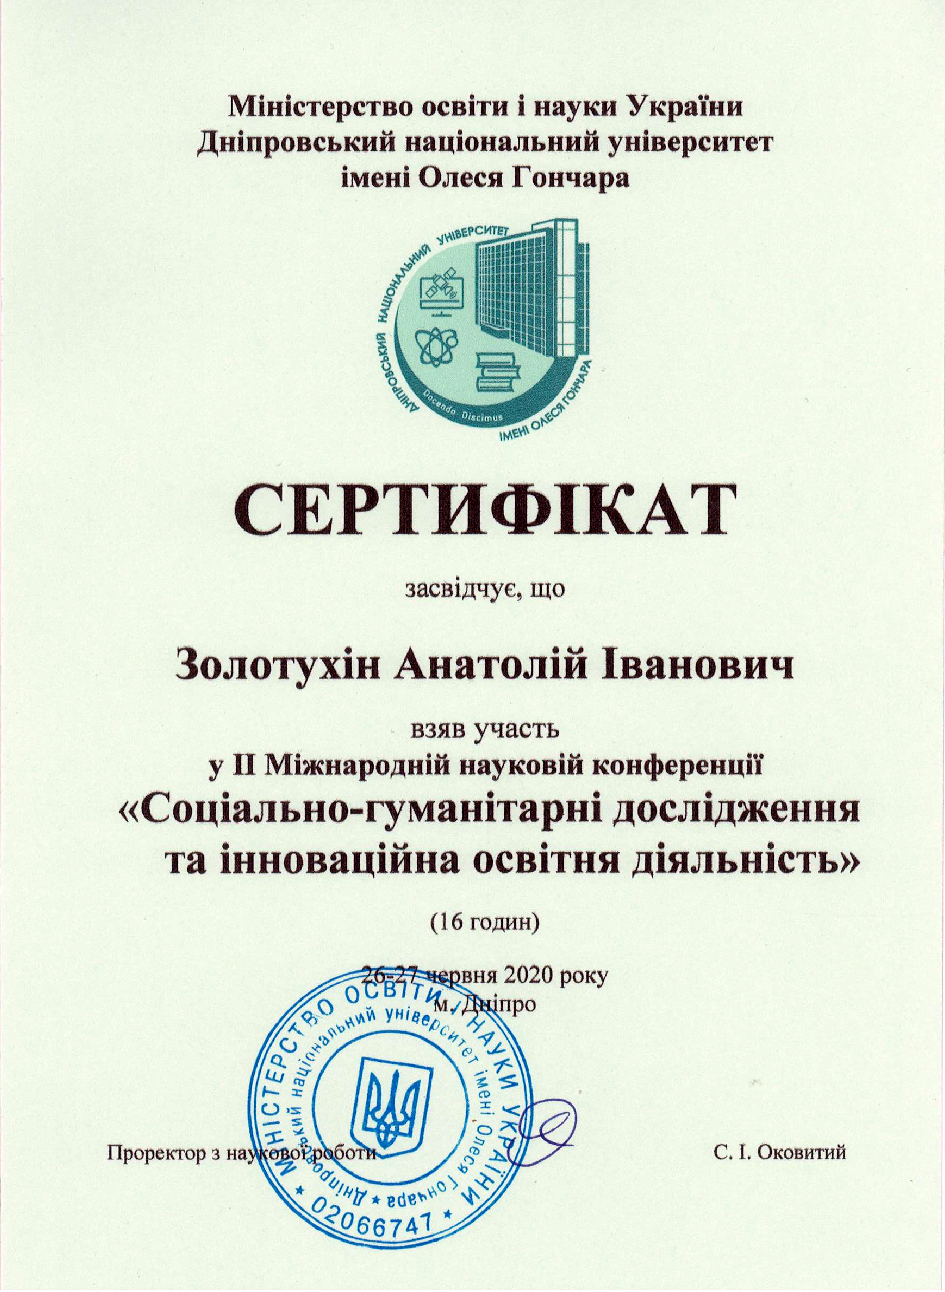 Міністерство освіти і науки України
Дніпровський національний університет
імені Олеся Гончара
ДНІПРОВСЬКИЙ НАЦІОНАЛЬНИЙ УНІВЕРСИТЕТ
ІМЕНІ ОЛЕСЯ ГОНЧАРА
Docendo Discimus
СЕРТИФІКАТ
засвідчує, що
Золотухін Анатолій Іванович
взяв участь
у ІІ Міжнародній науковій конференції
«Соціально-гуманітарні дослідження
та інноваційна освітня діяльність»
(16 годин)
26-27 червня 2020 року
м. Дніпро
МІНІСТЕРСТВО ОСВІТИ І НАУКИ УКРАЇНИ
Дніпровський національний університет імені Олеся Гончара
02066747
Проректор з наукової роботи
С. І. Оковитий